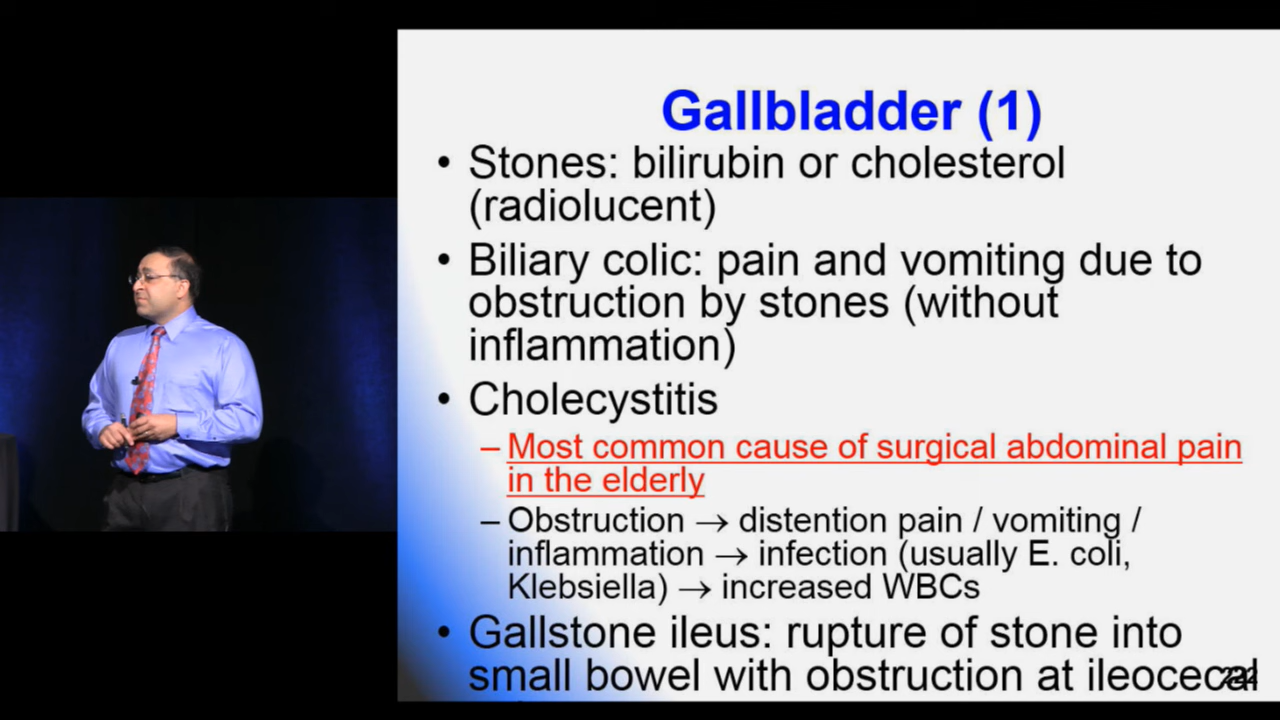 Gallbladder (1)
• Stones: bilirubin or cholesterol
(radiolucent)
• Biliary colic: pain and vomiting due to
obstruction by stones (without
inflammation)
• Cholecystitis
– Most common cause of surgical abdominal pain
in the elderly
– Obstruction → distention pain / vomiting /
inflammation → infection (usually E. coli,
Klebsiella) → increased WBCs
• Gallstone ileus: rupture of stone into
small bowel with obstruction at ileocecal